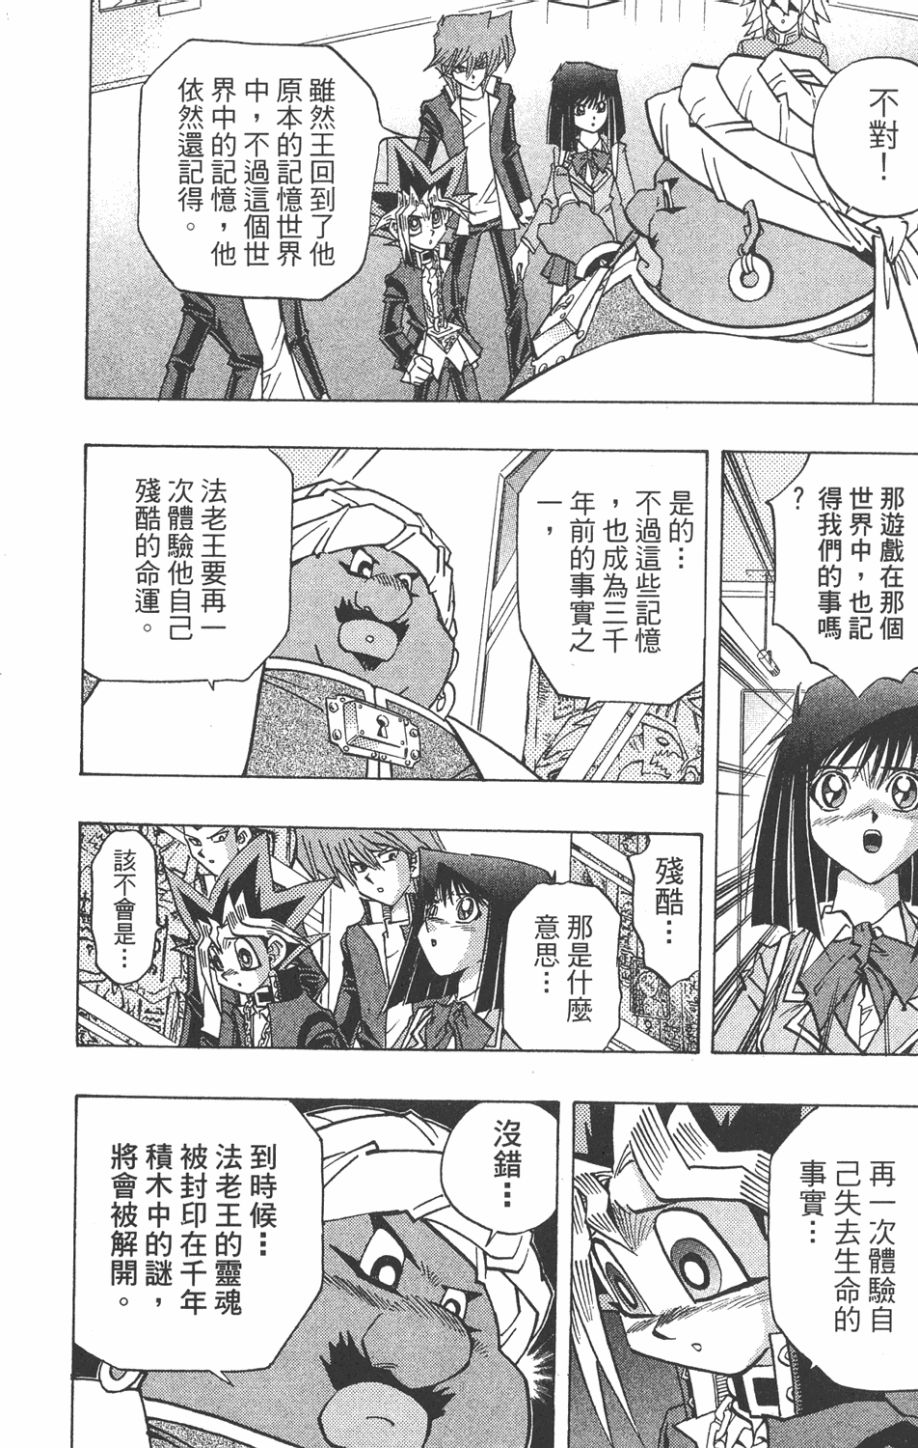 不對！
雖然王回到了他
原本的記憶世界
中，不過這個世
界中的記憶，他
依然還記得。
那遊戲在那個
世界中，也記
得我們的事嗎
？
是的…
不過這些記憶
，也成為三千
年前的事實之
一，
法老王要再一
次體驗他自己
殘酷的命運。
殘酷…
那是什麼
意思…
該不會是…
再一次體驗自
己失去生命的
事實…
沒錯…
到時候…
法老王的靈魂
被封印在千年
積木中的謎，
將會被解開。